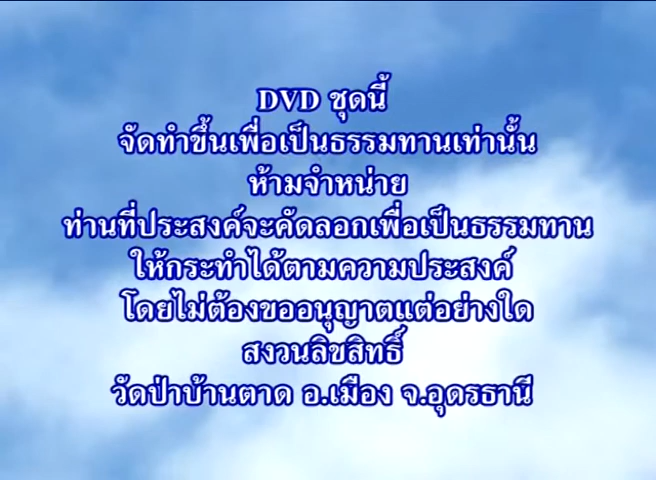 DVD ชุดนี้
จัดทำขึ้นเพื่อเป็นธรรมทานเท่านั้น
ห้ามจำหน่าย
ท่านที่ประสงค์จะคัดลอกเพื่อเป็นธรรมทาน
ให้กระทำได้ตามความประสงค์
โดยไม่ต้องขออนุญาตแต่อย่างใด
สงวนลิขสิทธิ์
วัดป่าบ้านตาด อ.เมือง จ.อุดรธานี